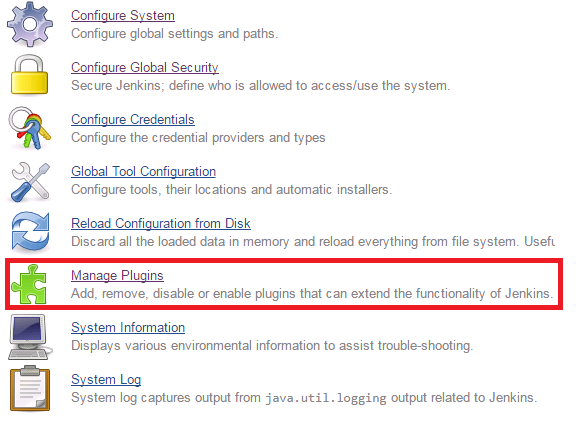 Configure System
Configure global settings and paths.
Configure Global Security
Secure Jenkins; define who is allowed to access/use the system.
Configure Credentials
Configure the credential providers and types
Global Tool Configuration
Configure tools, their locations and automatic installers.
Reload Configuration from Disk
Discard all the loaded data in memory and reload everything from file system. Usefu
Manage Plugins
Add, remove, disable or enable plugins that can extend the functionality of Jenkins.
System Information
Displays various environmental information to assist trouble-shooting.
System Log
System log captures output from java.util.logging output related to Jenkins.